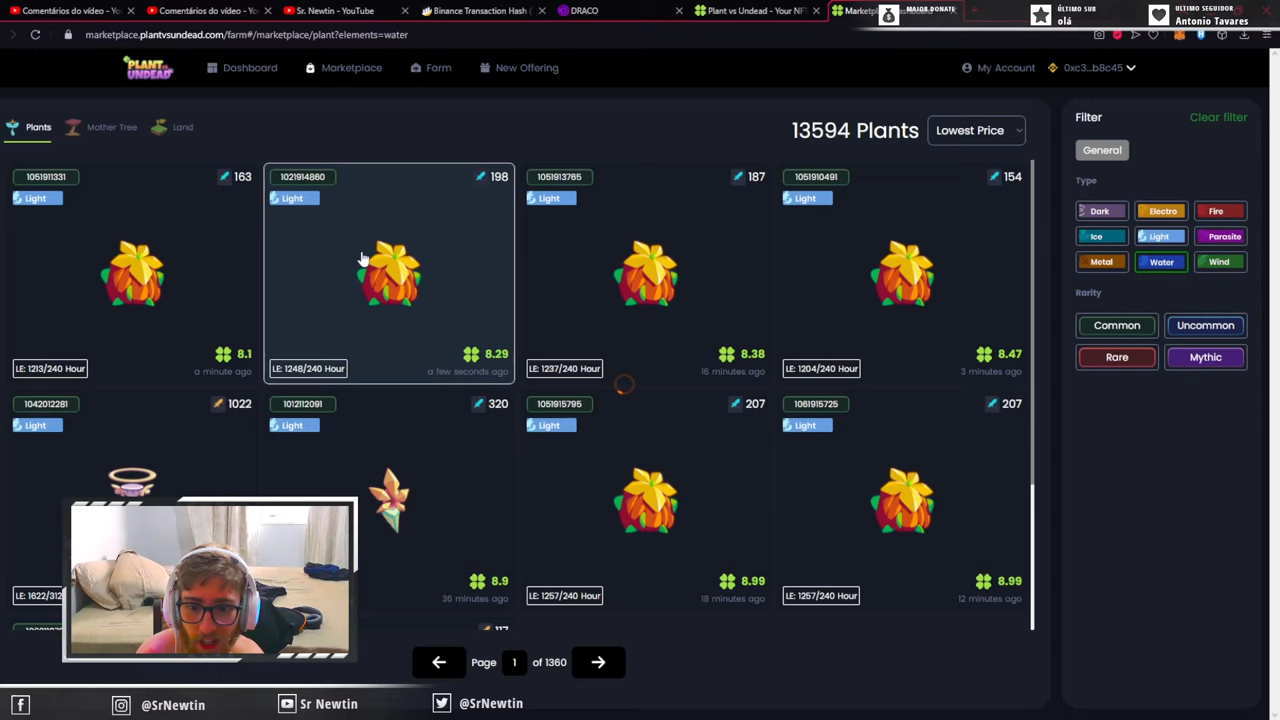 Comentários do vídeo - Yo
Comentários do vídeo - Yo
Sr. Newtin - YouTube
Binance Transaction Hash (
DRACO
Plant vs Undead - Your NF
Marketplace
MAIOR DONATE
ÚLTIMO SUB
olá
ÚLTIMO SEGUIDOR
Antonio Tavares
marketplace.plantvsundead.com/farm#/marketplace/plant?elements=water
PLANT UNDEAD
Dashboard
Marketplace
Farm
New Offering
My Account
0xc3...b8c45
Plants
Mother Tree
Land
13594 Plants
Lowest Price
Filter
Clear filter
General
Type
Dark
Electro
Fire
Ice
Light
Parasite
Metal
Water
Wind
Rarity
Common
Uncommon
Rare
Mythic
1051911331
163
Light
8.1
LE: 1213/240 Hour
a minute ago
1021914860
198
Light
8.29
LE: 1248/240 Hour
a few seconds ago
1051913765
187
Light
8.38
LE: 1237/240 Hour
16 minutes ago
1051910491
154
Light
8.47
LE: 1204/240 Hour
3 minutes ago
1042012281
1022
Light
LE: 1622/312
1012112091
320
Light
8.9
36 minutes ago
1051915795
207
Light
8.99
LE: 1257/240 Hour
18 minutes ago
1061915725
207
Light
8.99
LE: 1257/240 Hour
12 minutes ago
117
Page
1
of 1360
@SrNewtin
Sr Newtin
@SrNewtin